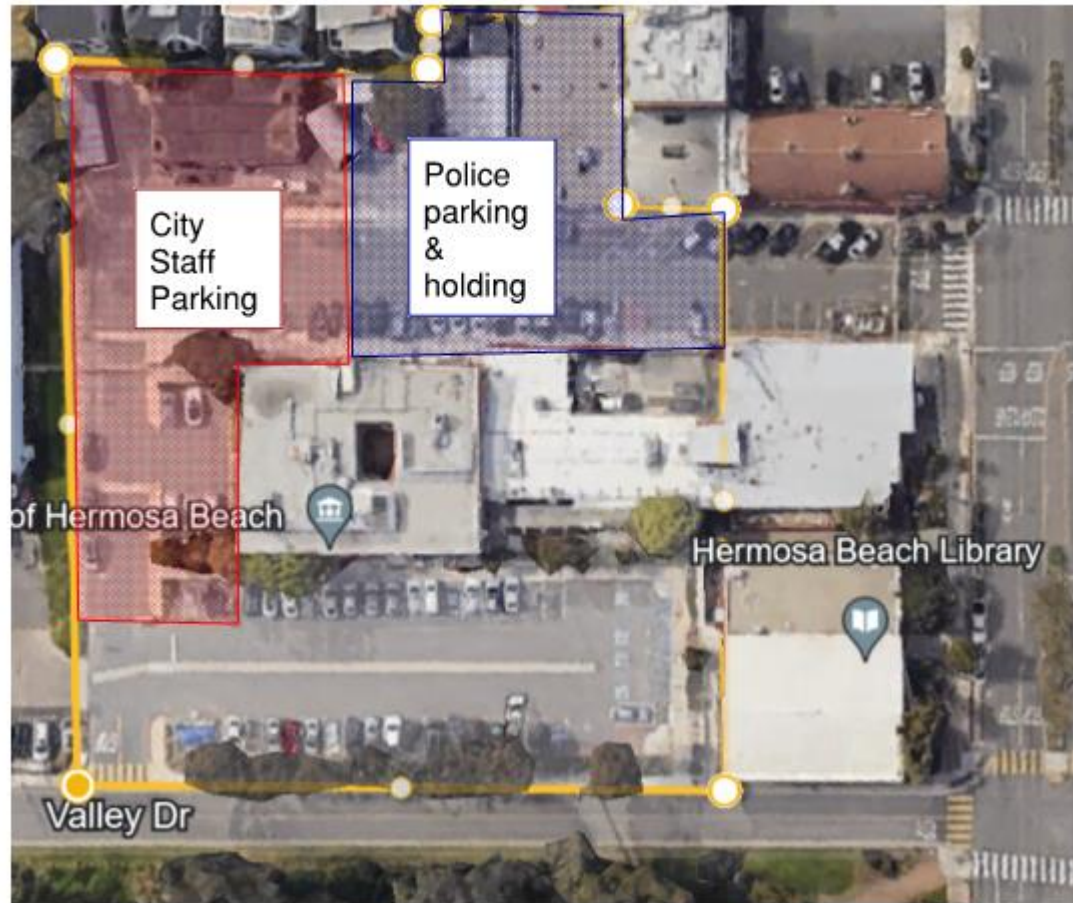 Police
parking
&
holding
City
Staff
Parking
of Hermosa Beach
Hermosa Beach Library
Valley Dr